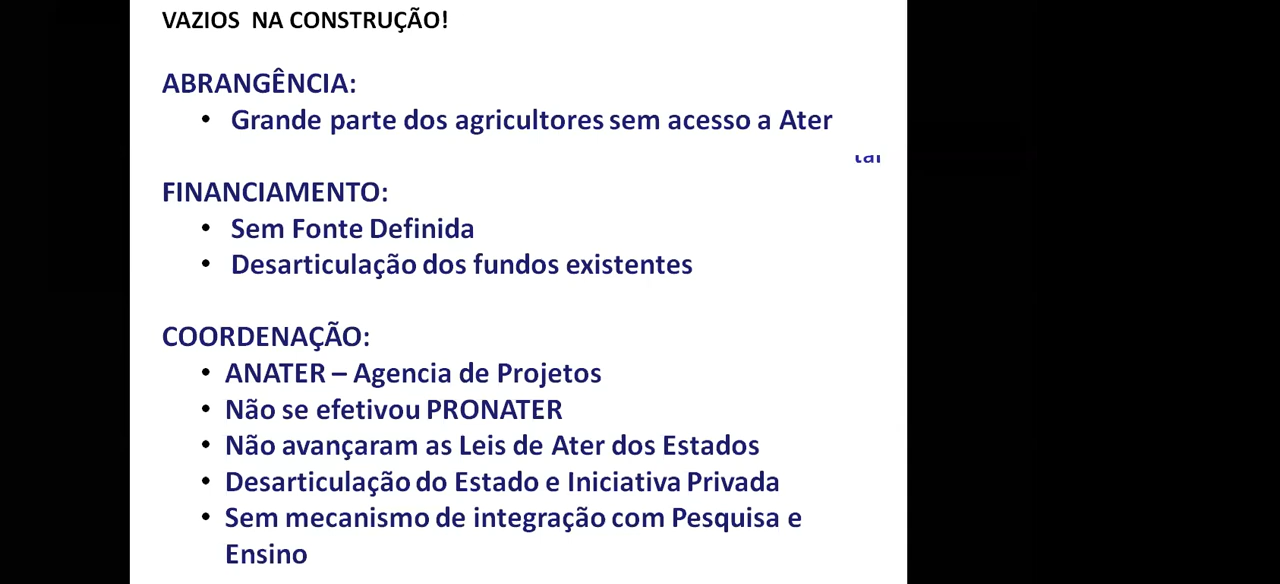 VAZIOS NA CONSTRUÇÃO!
ABRANGÊNCIA:
• Grande parte dos agricultores sem acesso a Ater
FINANCIAMENTO:
• Sem Fonte Definida
• Desarticulação dos fundos existentes
COORDENAÇÃO:
• ANATER – Agencia de Projetos
• Não se efetivou PRONATER
• Não avançaram as Leis de Ater dos Estados
• Desarticulação do Estado e Iniciativa Privada
• Sem mecanismo de integração com Pesquisa e
Ensino